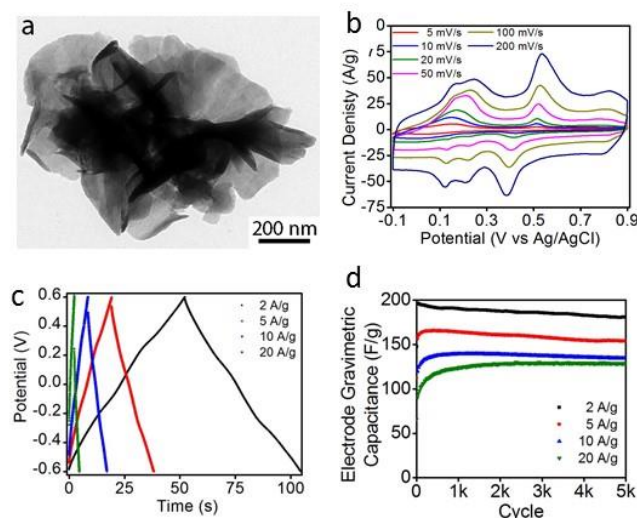 a
200 nm
b
Current Denisty (A/g)
75
50
25
0
-25
-50
-75
5 mV/s
10 mV/s
20 mV/s
50 mV/s
100 mV/s
200 mV/s
-0.1 0.1 0.3 0.5 0.7 0.9
Potential (V vs Ag/AgCl)
c
Potential (V)
0.6
0.4
0.2
0.0
-0.2
-0.4
-0.6
2 A/g
5 A/g
10 A/g
20 A/g
0 25 50 75 100
Time (s)
d
Electrode Gravimetric
Capacitance (F/g)
200
150
100
50
0
2 A/g
5 A/g
10 A/g
20 A/g
0 1k 2k 3k 4k 5k
Cycle